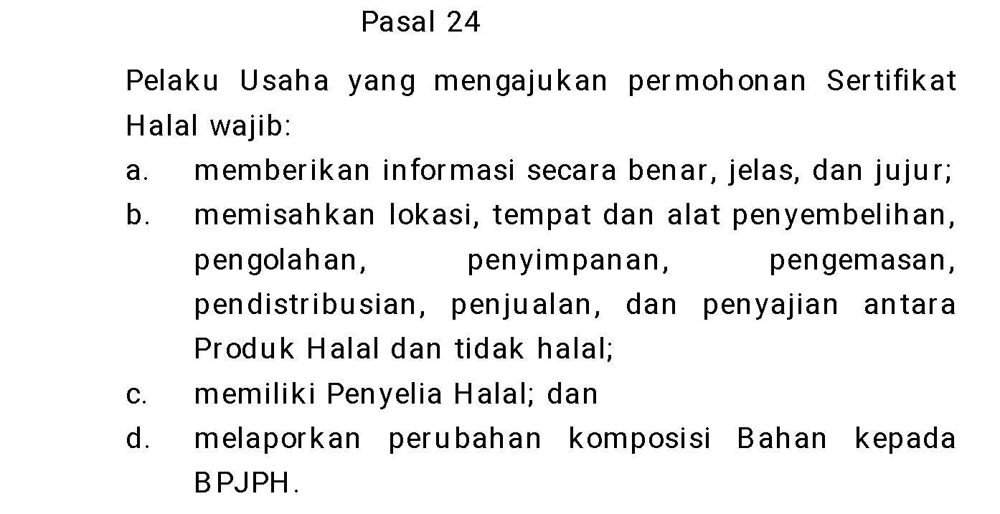 Pasal 24
Pelaku Usaha yang mengajukan permohonan Sertifikat
Halal wajib:
a. memberikan informasi secara benar, jelas, dan jujur;
b. memisahkan lokasi, tempat dan alat penyembelihan,
pengolahan, penyimpanan, pengemasan,
pendistribusian, penjualan, dan penyajian antara
Produk Halal dan tidak halal;
c. memiliki Penyelia Halal; dan
d. melaporkan perubahan komposisi Bahan kepada
BPJPH.